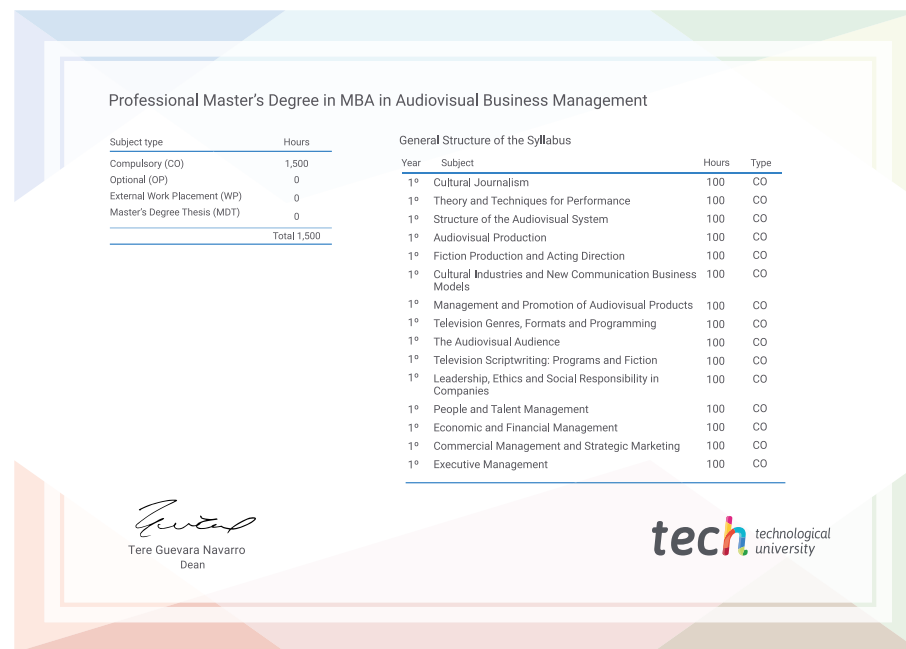 Professional Master's Degree in MBA in Audiovisual Business Management
Subject type Hours
Compulsory (CO) 1,500
Optional (OP) 0
External Work Placement (WP) 0
Master's Degree Thesis (MDT) 0
Total 1,500
General Structure of the Syllabus
Year Subject Hours Type
1º Cultural Journalism 100 CO
1º Theory and Techniques for Performance 100 CO
1º Structure of the Audiovisual System 100 CO
1º Audiovisual Production 100 CO
1º Fiction Production and Acting Direction 100 CO
1º Cultural Industries and New Communication Business 100 CO
Models
1º Management and Promotion of Audiovisual Products 100 CO
1º Television Genres, Formats and Programming 100 CO
1º The Audiovisual Audience 100 CO
1º Television Scriptwriting: Programs and Fiction 100 CO
1º Leadership, Ethics and Social Responsibility in 100 CO
Companies
1º People and Talent Management 100 CO
1º Economic and Financial Management 100 CO
1º Commercial Management and Strategic Marketing 100 CO
1º Executive Management 100 CO
Tere Guevara Navarro
Dean
tech technological
university